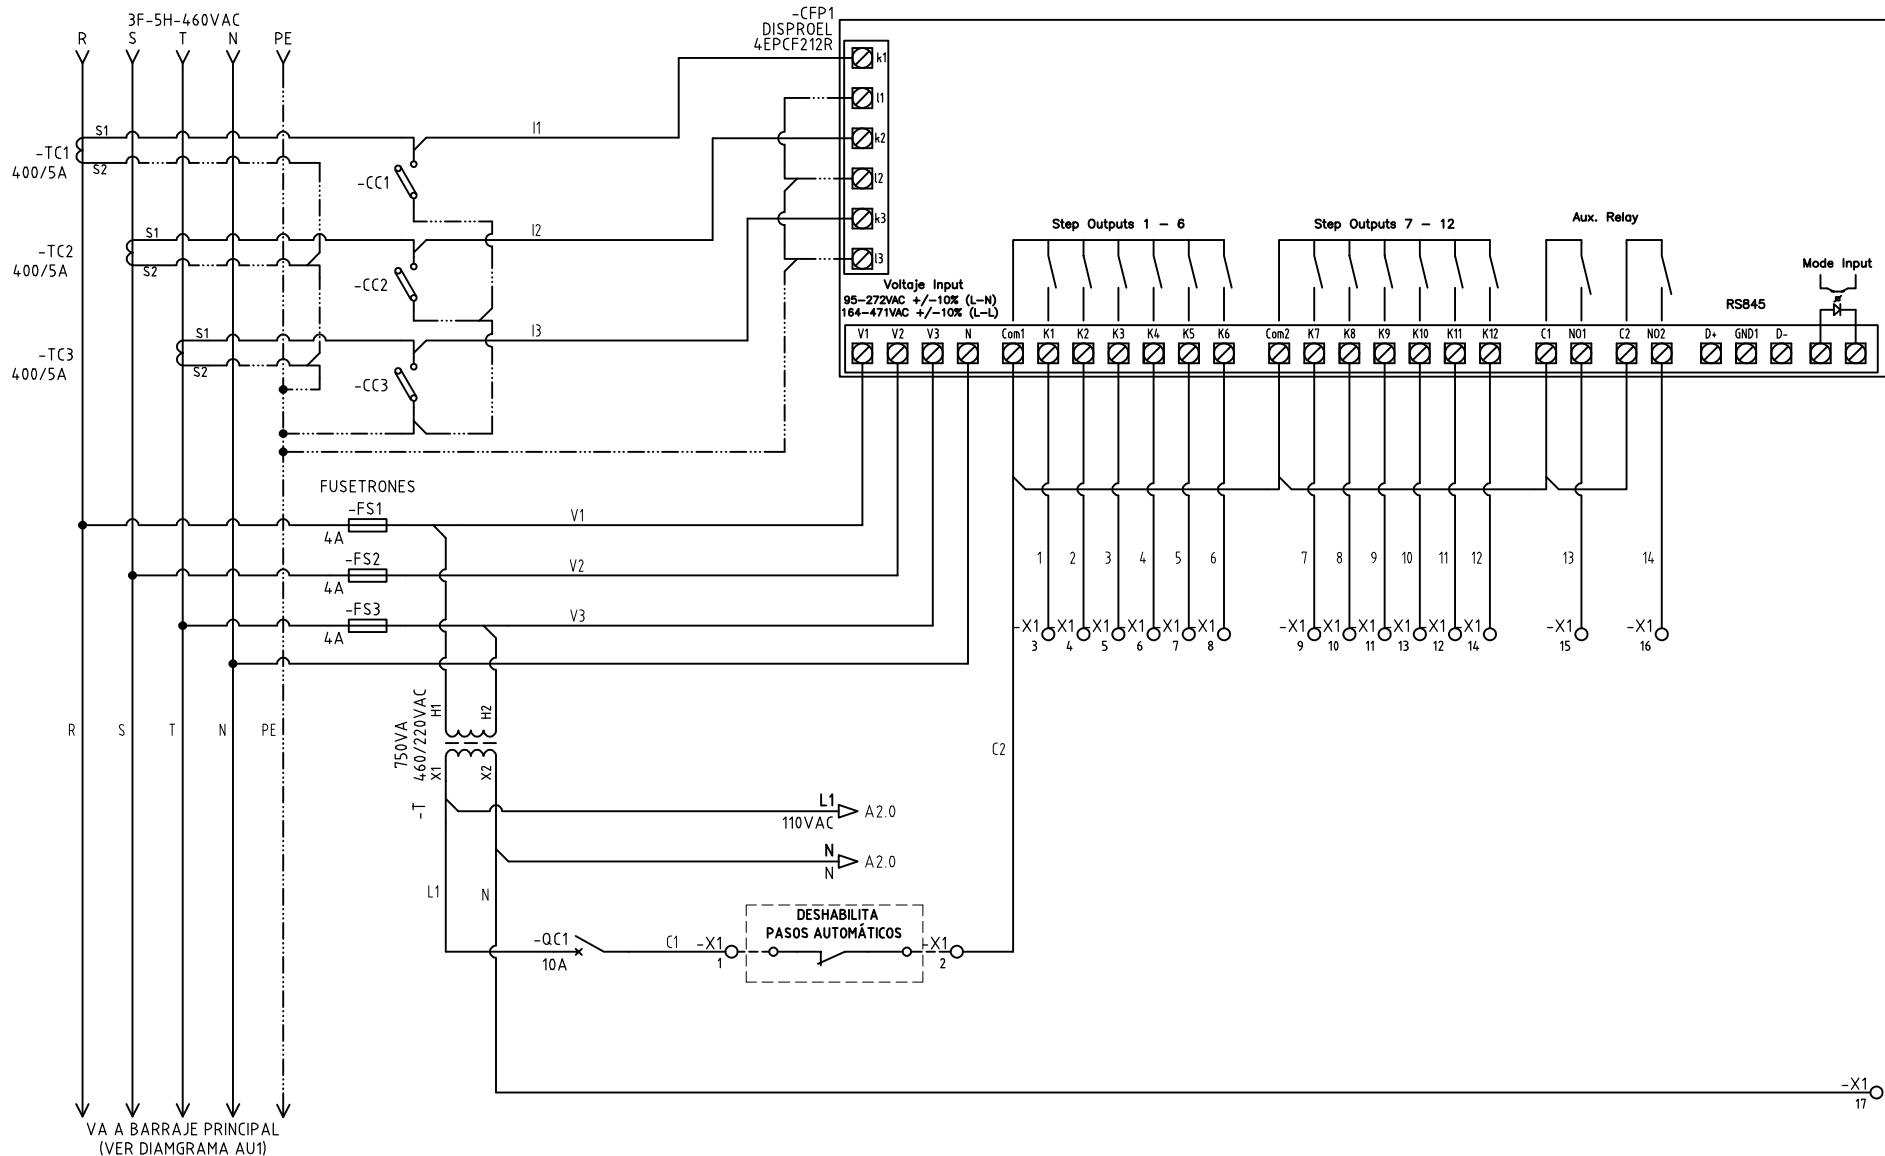 3F-5H-460VAC
R S T N PE
-CFP1
DISPROEL
4EPCF212R
k1
l1
k2
l2
k3
l3
S1
-TC1
400/5A
S2
-CC1
I1
S1
-TC2
400/5A
S2
-CC2
I2
S1
-TC3
400/5A
S2
-CC3
I3
Voltaje Input
95-272VAC +/-10% (L-N)
164-471VAC +/-10% (L-L)
Step Outputs 1 - 6
Step Outputs 7 - 12
Aux. Relay
RS845
Mode Input
V1 V2 V3 N Com1 K1 K2 K3 K4 K5 K6 Com2 K7 K8 K9 K10 K11 K12 C1 NO1 C2 NO2 D+ GND1 D-
FUSETRONES
-FS1
4A
V1
-FS2
4A
V2
-FS3
4A
V3
1 2 3 4 5 6 7 8 9 10 11 12 13 14
-X1 -X1 -X1 -X1 -X1 -X1 -X1 -X1 -X1 -X1 -X1 -X1 -X1 -X1
3 4 5 6 7 8 9 10 11 13 12 14 15 16
R S T N PE
750VA
460/220VAC
H1
H2
X1
X2
-T
C2
L1
110VAC
A2.0
N
N
A2.0
L1
N
-QC1
10A
C1
-X1
1
DESHABILITA
PASOS AUTOMÁTICOS
-X1
2
-X1
17
VA A BARRAJE PRINCIPAL
(VER DIAMGRAMA AU1)